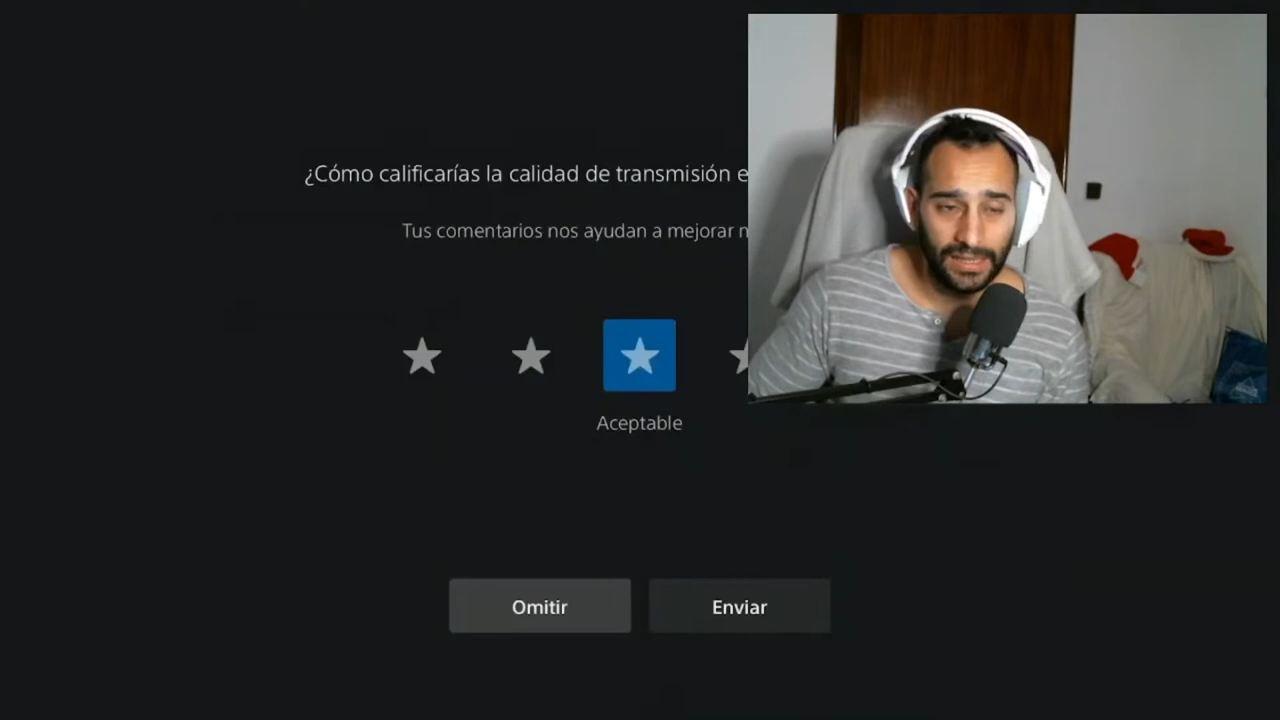 ¿Cómo calificarías la calidad de transmisión e
Tus comentarios nos ayudan a mejorar
Aceptable
Omitir
Enviar